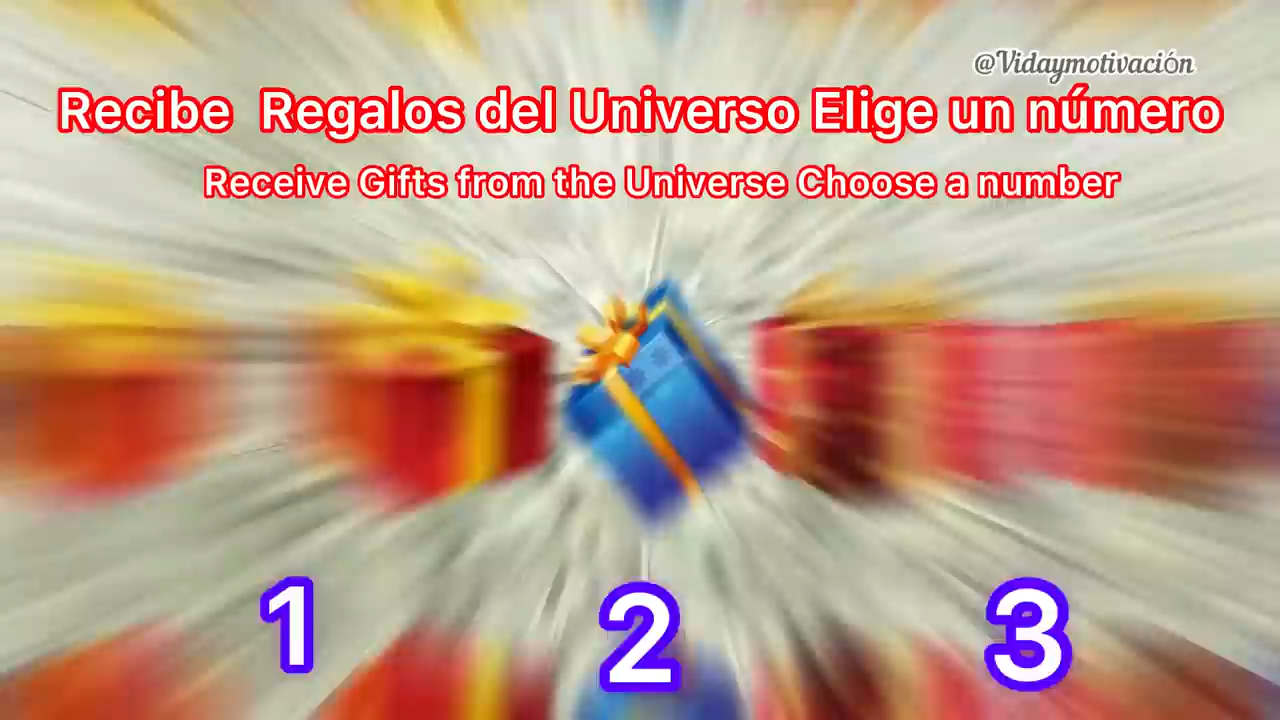 @Vidaymotivación
Recibe Regalos del Universo Elige un número
Receive Gifts from the Universe Choose a number
1 2 3